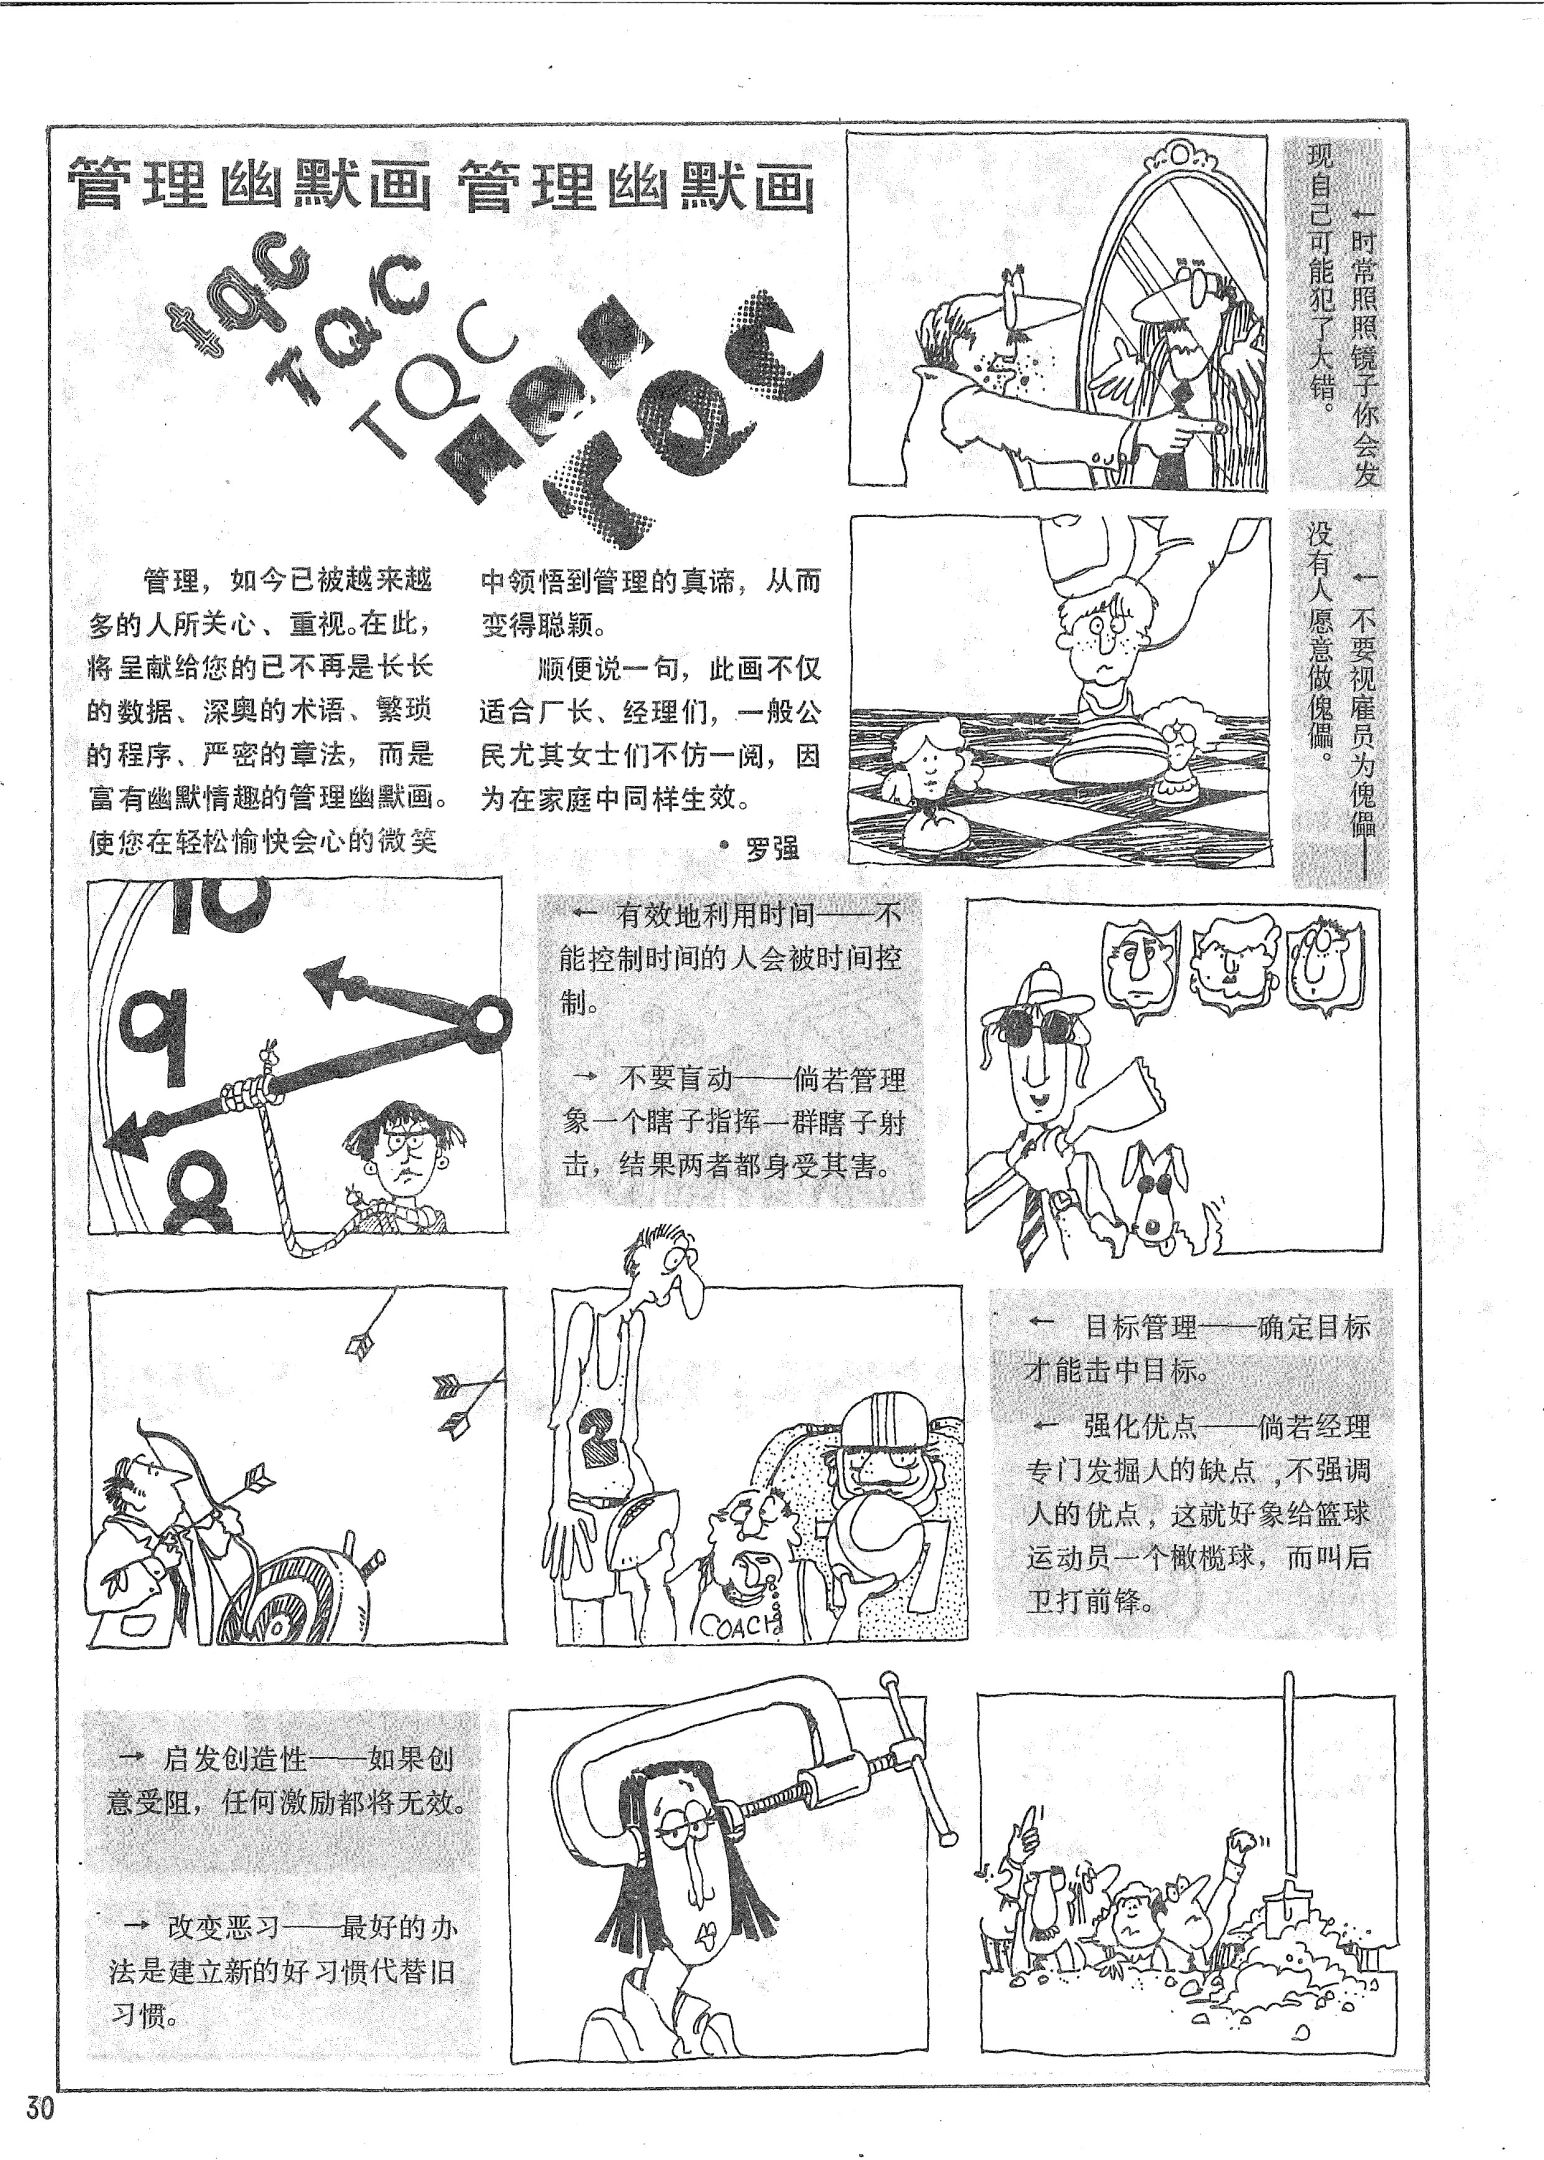 管理幽默画 管理幽默画
tqc
TQC
TQC
TQC
TQC
管理，如今已被越来越
多的人所关心、重视。在此，
将呈献给您的已不再是长长
的数据、深奥的术语、繁琐
的程序、严密的章法，而是
富有幽默情趣的管理幽默画。
使您在轻松愉快会心的微笑
中领悟到管理的真谛，从而
变得聪颖。
顺便说一句，此画不仅
适合厂长、经理们，一般公
民尤其女士们不仿一阅，因
为在家庭中同样生效。
·罗强
←时常照照镜子你会发
现自己可能犯了大错。
← 不要视雇员为傀儡——
没有人愿意做傀儡。
10
9
8
← 有效地利用时间——不
能控制时间的人会被时间控
制。
→ 不要盲动——倘若管理
象一个瞎子指挥一群瞎子射
击，结果两者都身受其害。
2
COACH
← 目标管理——确定目标
才能击中目标。
← 强化优点——倘若经理
专门发掘人的缺点，不强调
人的优点，这就好象给篮球
运动员一个橄榄球，而叫后
卫打前锋。
→ 启发创造性——如果创
意受阻，任何激励都将无效。
→ 改变恶习——最好的办
法是建立新的好习惯代替旧
习惯。
30